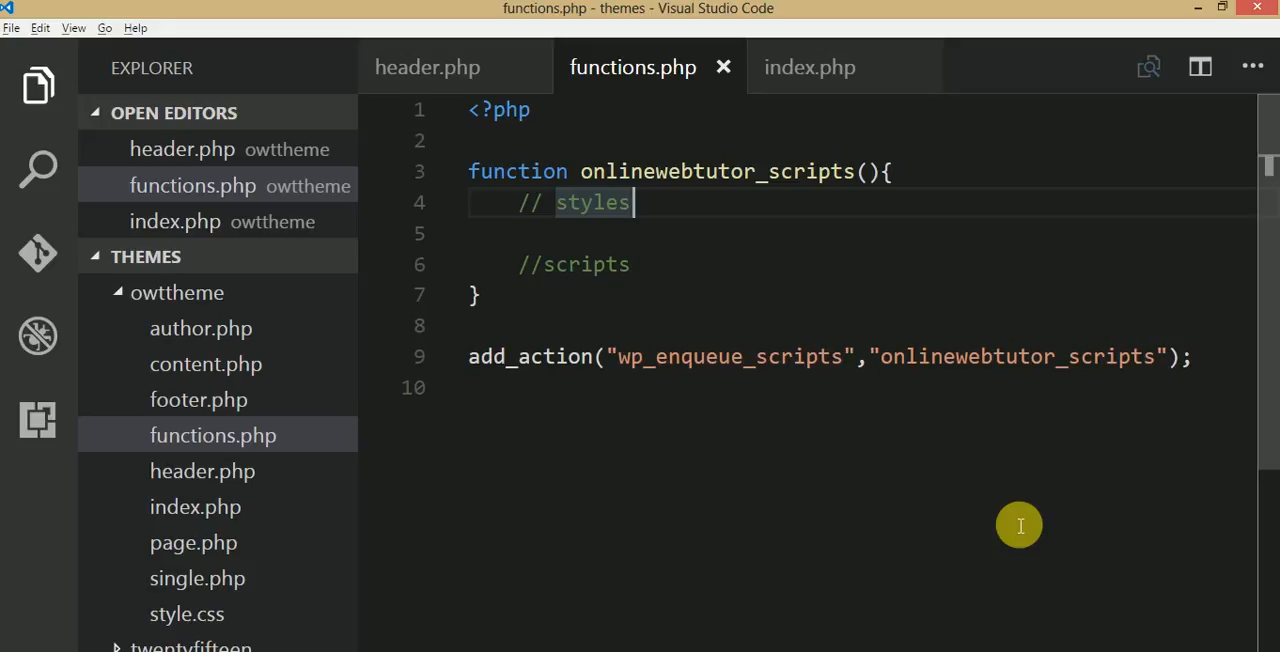 functions.php - themes - Visual Studio Code
File Edit View Go Help
EXPLORER
OPEN EDITORS
header.php owttheme
functions.php owttheme
index.php owttheme
THEMES
owttheme
author.php
content.php
footer.php
functions.php
header.php
index.php
page.php
single.php
style.css
twentyfifteen
header.php functions.php index.php
1 <?php
2
3 function onlinewebtutor_scripts(){
4 // styles
5
6 //scripts
7 }
8
9 add_action("wp_enqueue_scripts","onlinewebtutor_scripts");
10